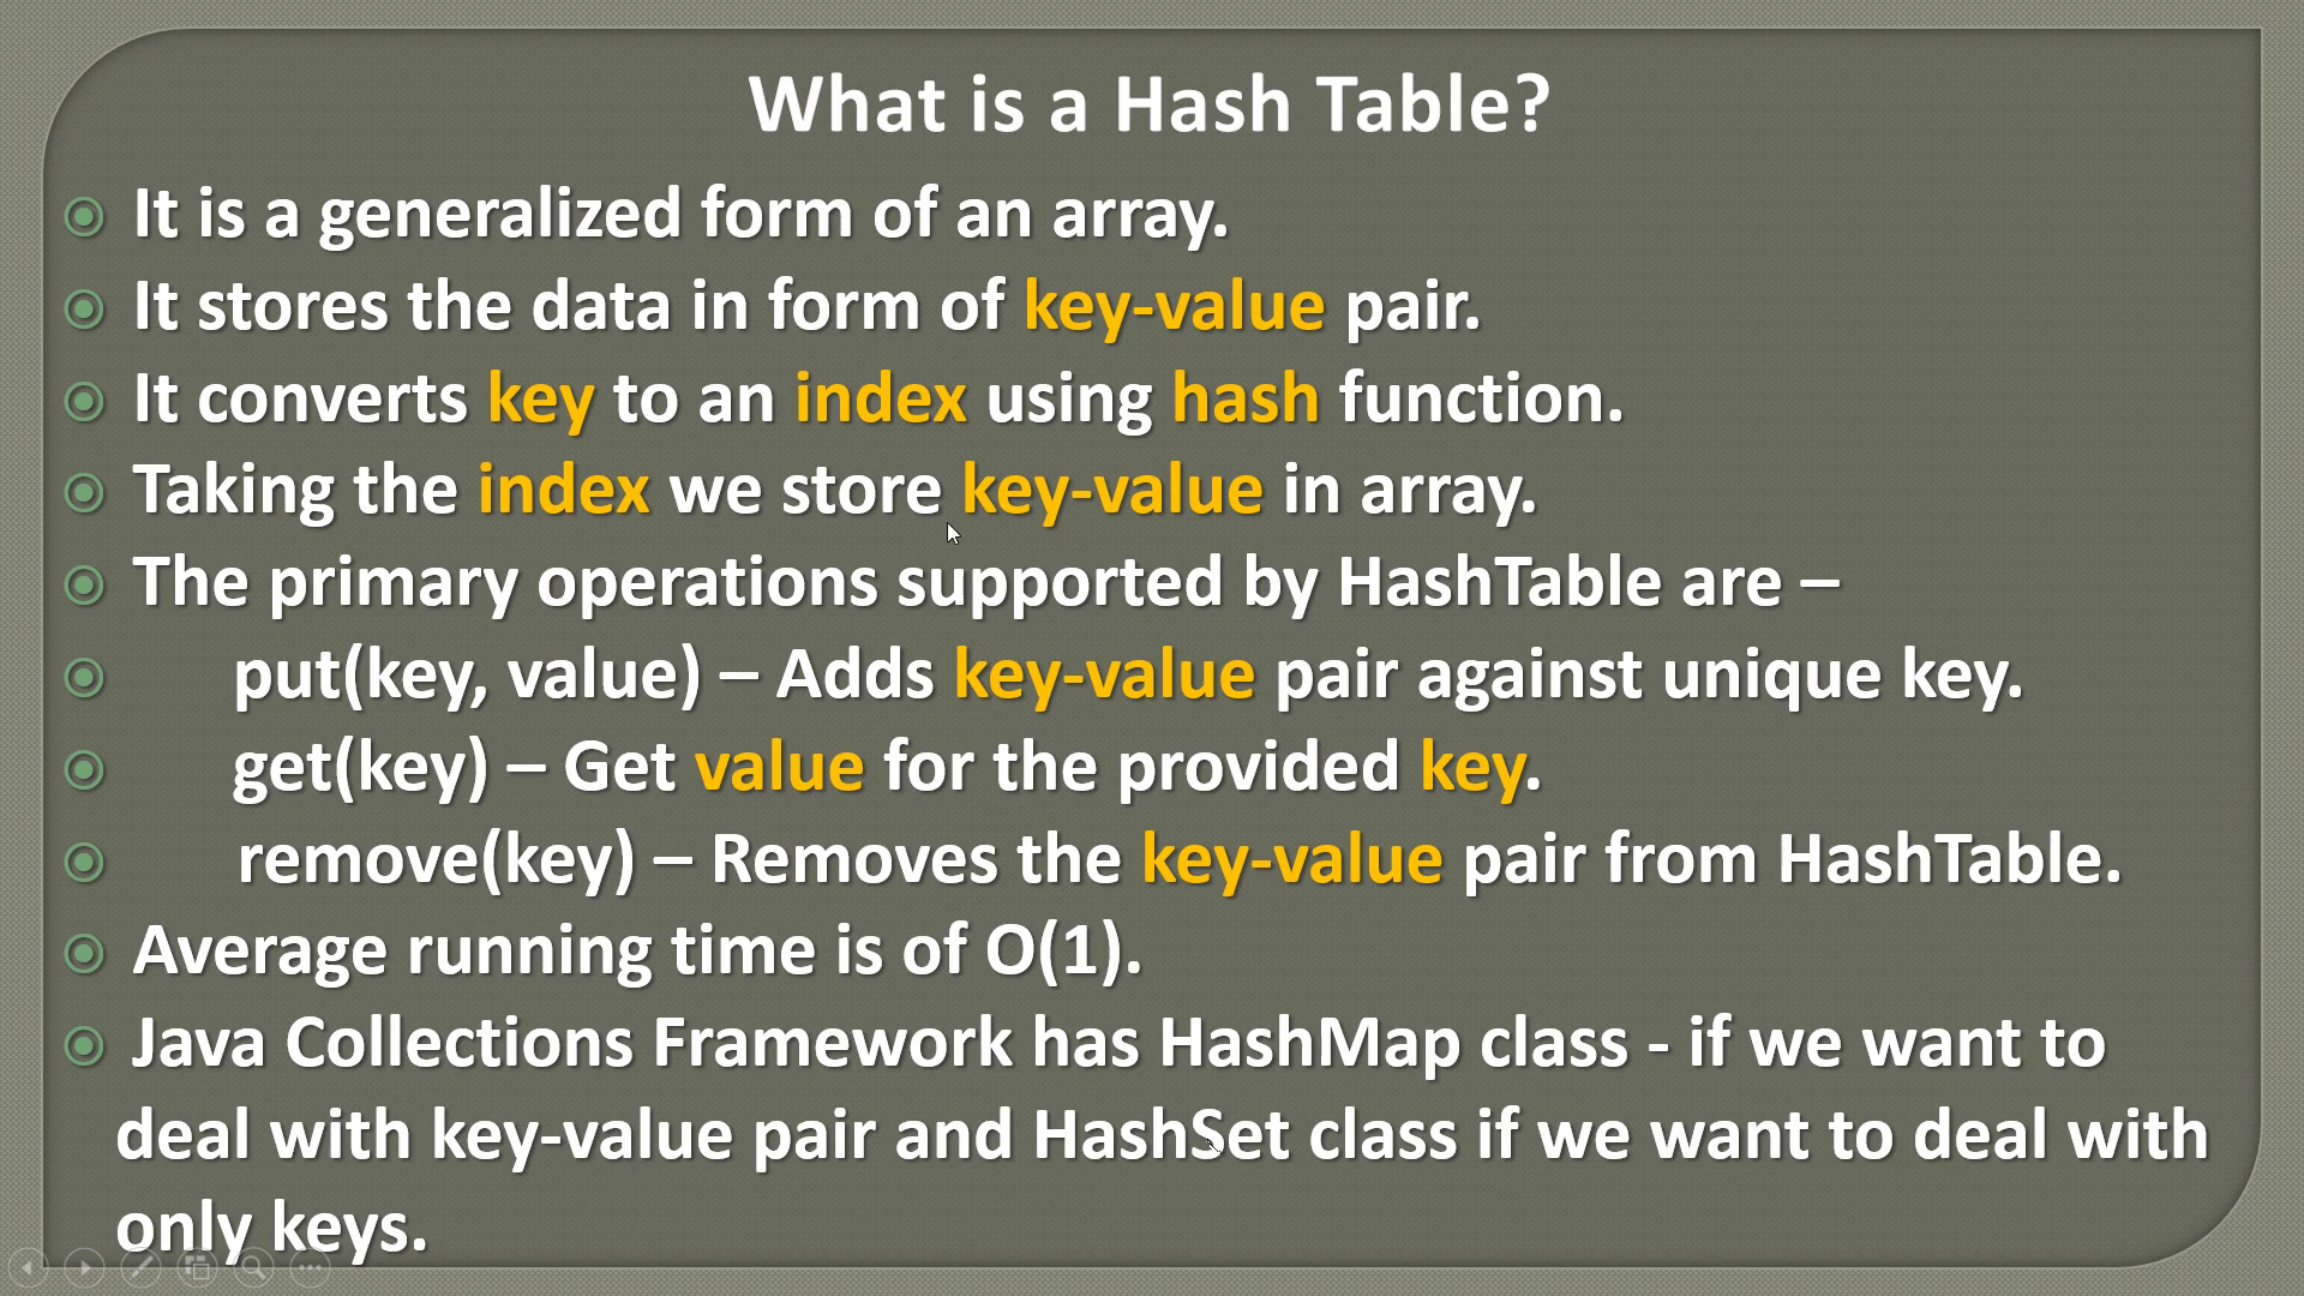 What is a Hash Table?
It is a generalized form of an array.
It stores the data in form of key-value pair.
It converts key to an index using hash function.
Taking the index we store key-value in array.
The primary operations supported by HashTable are –
put(key, value) – Adds key-value pair against unique key.
get(key) – Get value for the provided key.
remove(key) – Removes the key-value pair from HashTable.
Average running time is of O(1).
Java Collections Framework has HashMap class - if we want to
deal with key-value pair and HashSet class if we want to deal with
only keys.